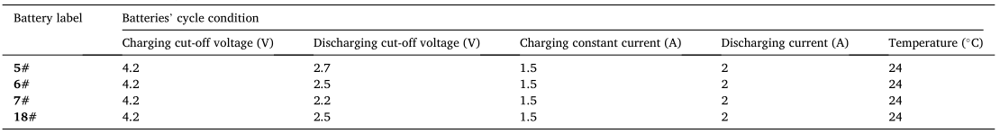 Battery label Batteries' cycle condition
Charging cut-off voltage (V) Discharging cut-off voltage (V) Charging constant current (A) Discharging current (A) Temperature (°C)
5# 4.2 2.7 1.5 2 24
6# 4.2 2.5 1.5 2 24
7# 4.2 2.2 1.5 2 24
18# 4.2 2.5 1.5 2 24